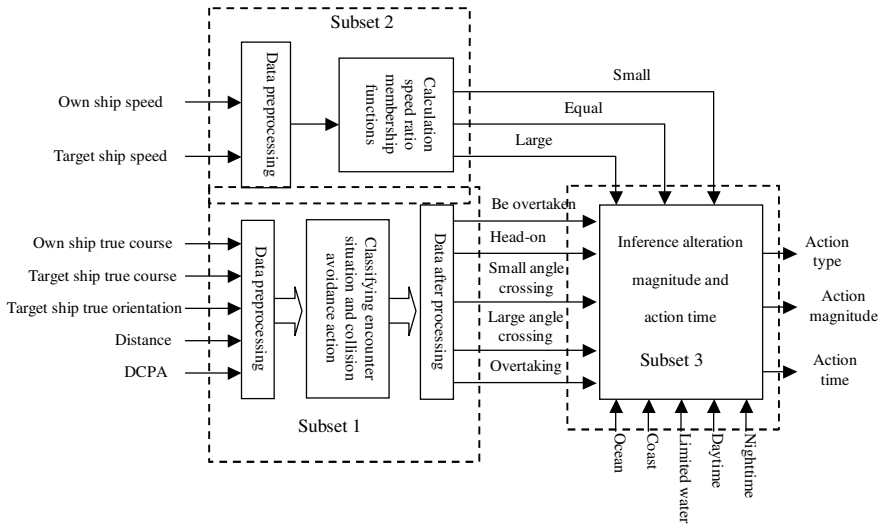 Subset 2
Own ship speed
Target ship speed
Data preprocessing
Calculation
speed ratio
membership
functions
Small
Equal
Large
Own ship true course
Target ship true course
Target ship true orientation
Distance
DCPA
Data preprocessing
Classifying encounter
situation and collision
avoidance action
Data after processing
Subset 1
Be overtaken
Head-on
Small angle
crossing
Large angle
crossing
Overtaking
Inference alteration
magnitude and
action time
Subset 3
Action
type
Action
magnitude
Action
time
Ocean
Coast
Limited water
Daytime
Nighttime